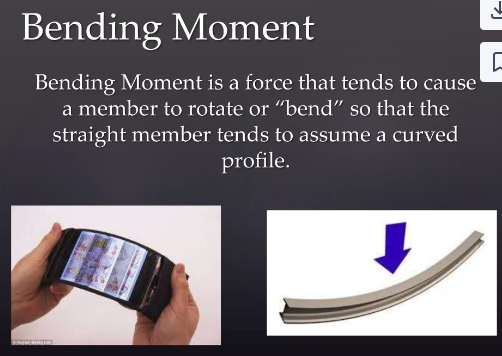 Bending Moment
Bending Moment is a force that tends to cause
a member to rotate or “bend” so that the
straight member tends to assume a curved
profile.